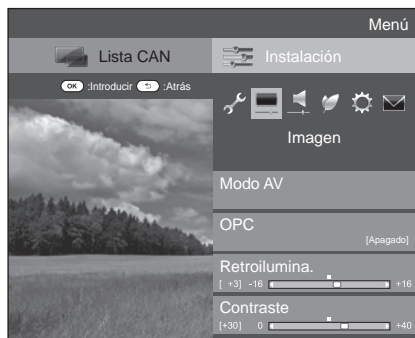 Menú
Lista CAN
Instalación
OK :Introducir :Atrás
Imagen
Modo AV
OPC
[Apagado]
Retroilumina.
[ +3] -16 +16
Contraste
[+30] 0 +40